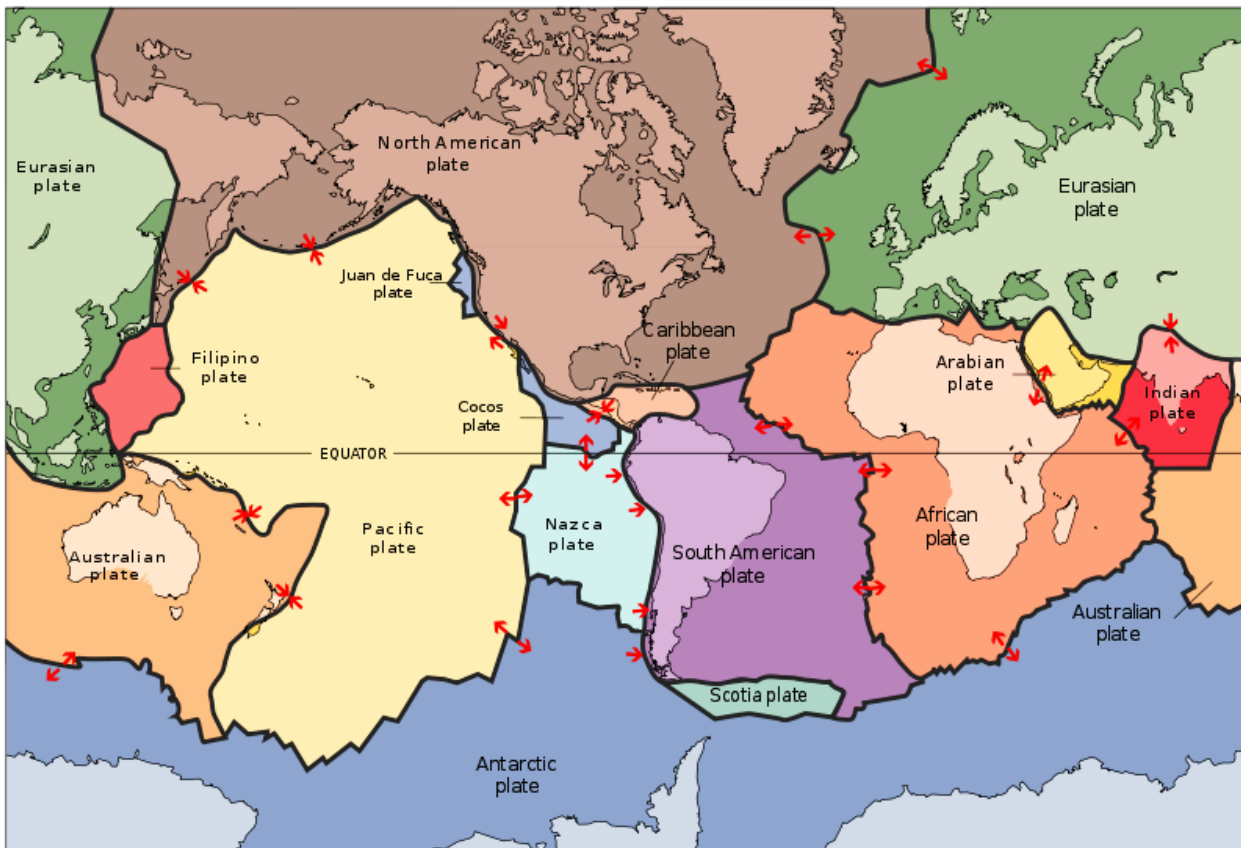 North American
plate
Eurasian
plate
Eurasian
plate
Juan de Fuca
plate
Caribbean
plate
Filipino
plate
Arabian
plate
Indian
plate
Cocos
plate
EQUATOR
Pacific
plate
Nazca
plate
African
plate
Australian
plate
South American
plate
Australian
plate
Scotia plate
Antarctic
plate